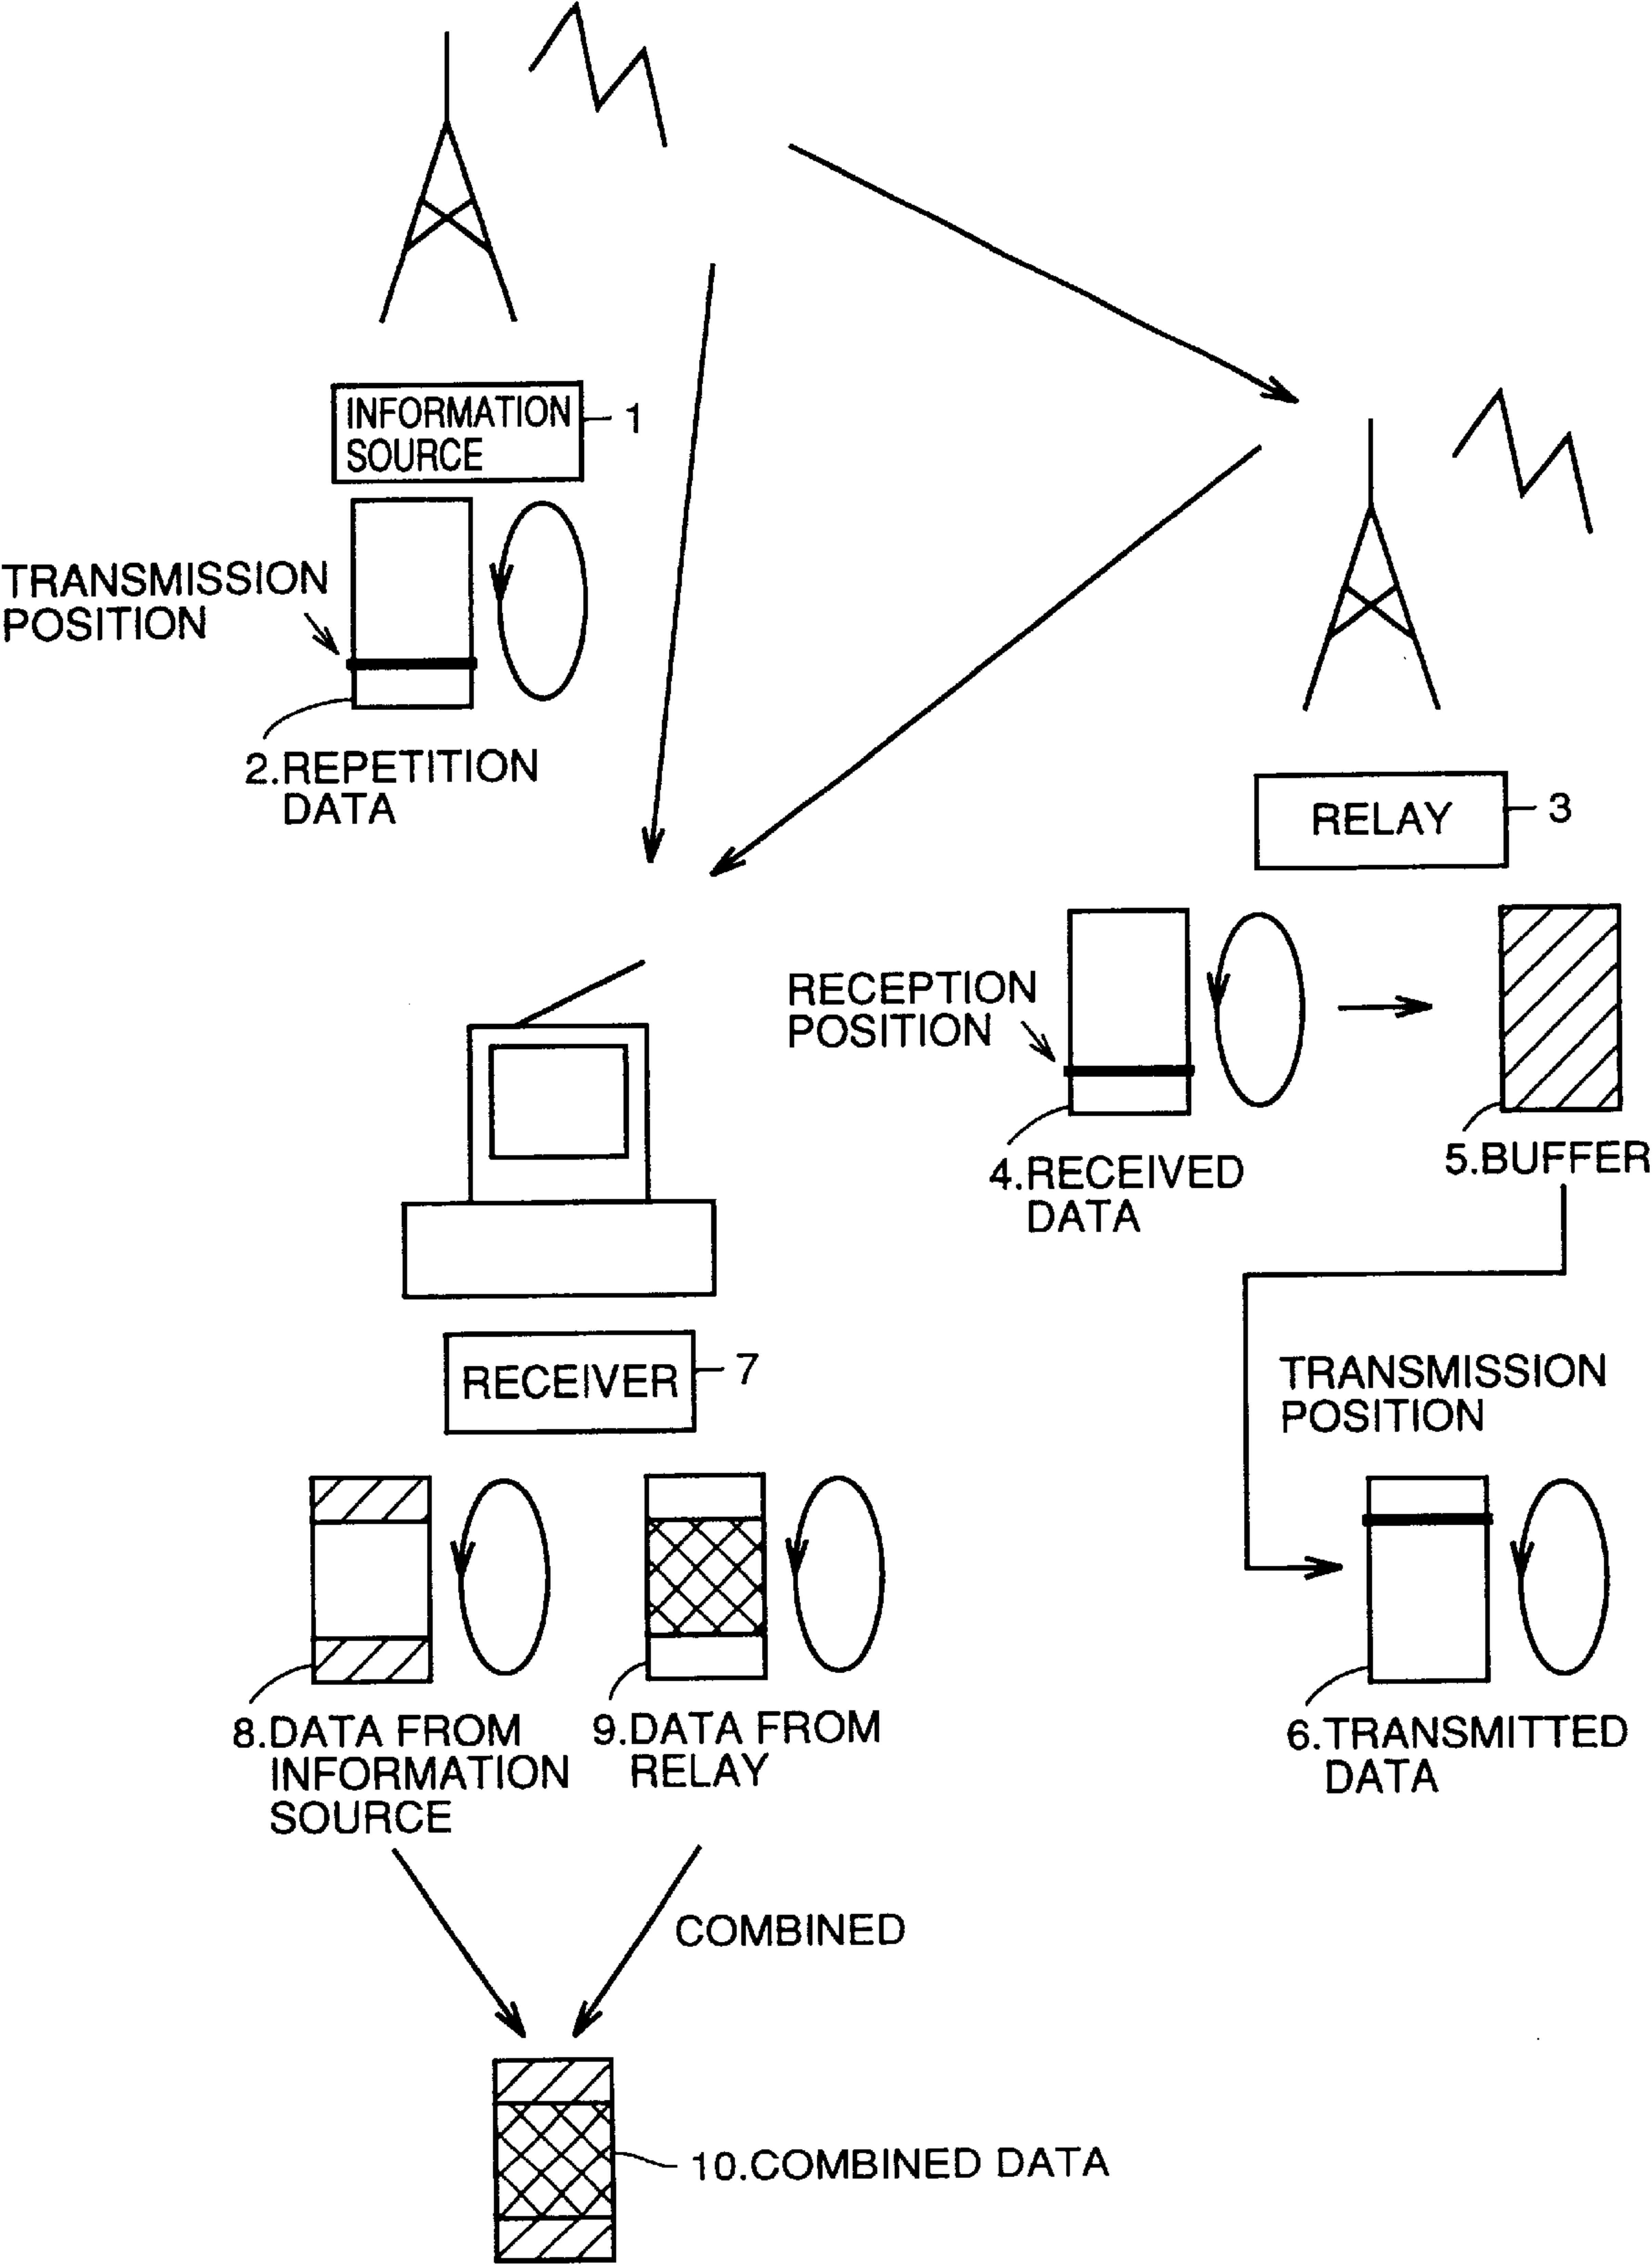 INFORMATION
SOURCE
1
TRANSMISSION
POSITION
2.REPETITION
DATA
RELAY
3
RECEPTION
POSITION
4.RECEIVED
DATA
5.BUFFER
RECEIVER
7
TRANSMISSION
POSITION
8.DATA FROM
INFORMATION
SOURCE
9.DATA FROM
RELAY
6.TRANSMITTED
DATA
COMBINED
10.COMBINED DATA